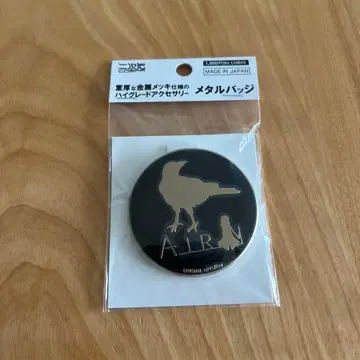 二次元
MADE IN JAPAN
重厚な金属メッキ仕様の
ハイグレードアクセサリー
メタルバッジ
AIR